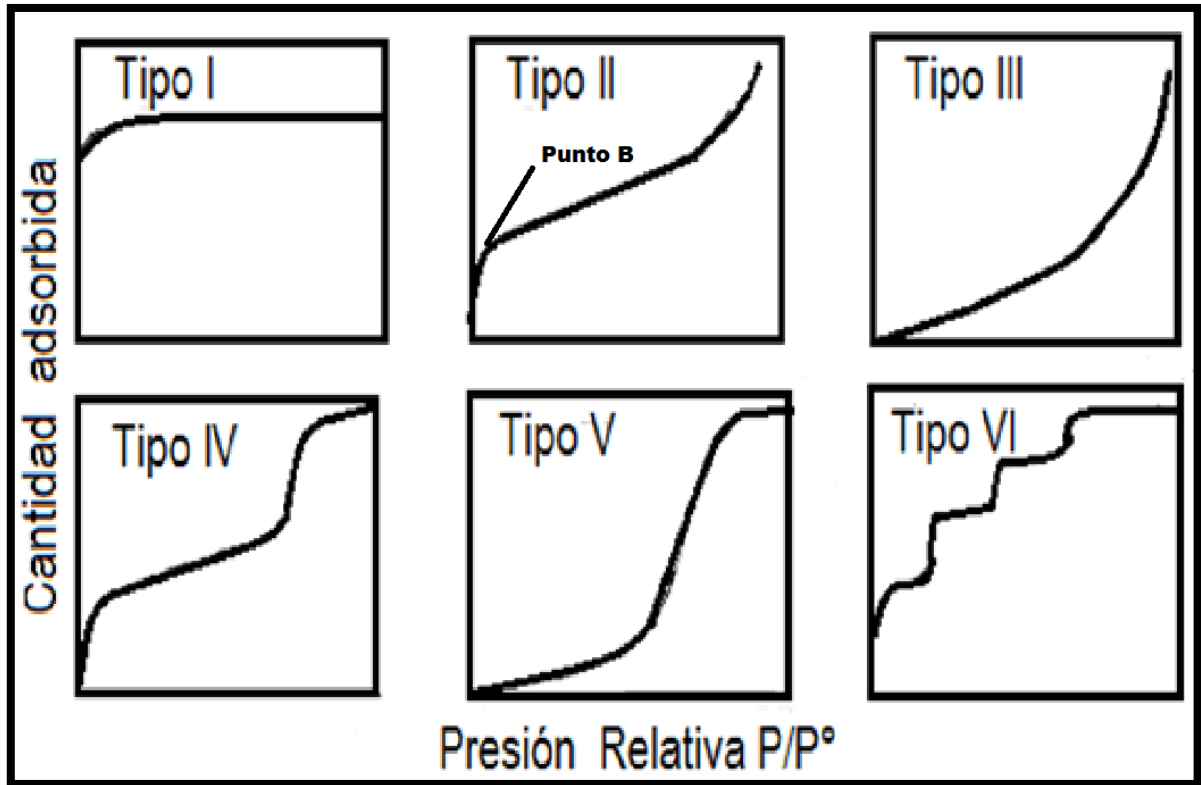 Tipo I
Tipo II
Tipo III
Punto B
Tipo IV
Tipo V
Tipo VI
Cantidad adsorbida
Presión Relativa P/P°